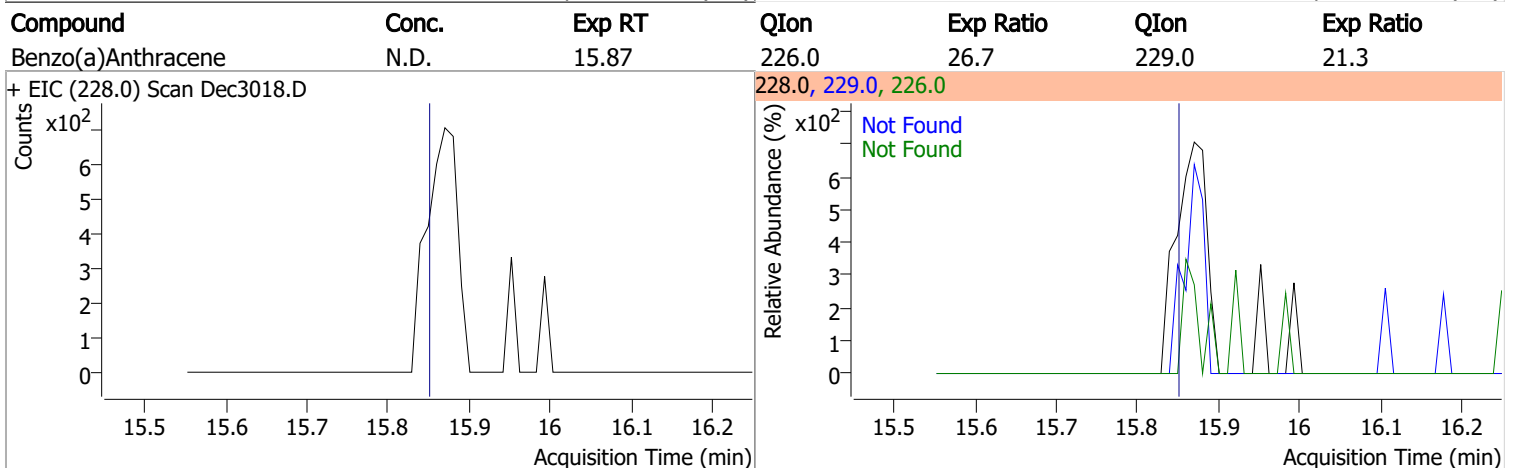 Compound Conc. Exp RT QIon Exp Ratio QIon Exp Ratio
Benzo(a)Anthracene N.D. 15.87 226.0 26.7 229.0 21.3
+ EIC (228.0) Scan Dec3018.D
Counts
x10²
6
5
4
3
2
1
0
15.5 15.6 15.7 15.8 15.9 16 16.1 16.2
Acquisition Time (min)
228.0, 229.0, 226.0
Relative Abundance (%)
x10²
Not Found
Not Found
6
5
4
3
2
1
0
15.5 15.6 15.7 15.8 15.9 16 16.1 16.2
Acquisition Time (min)